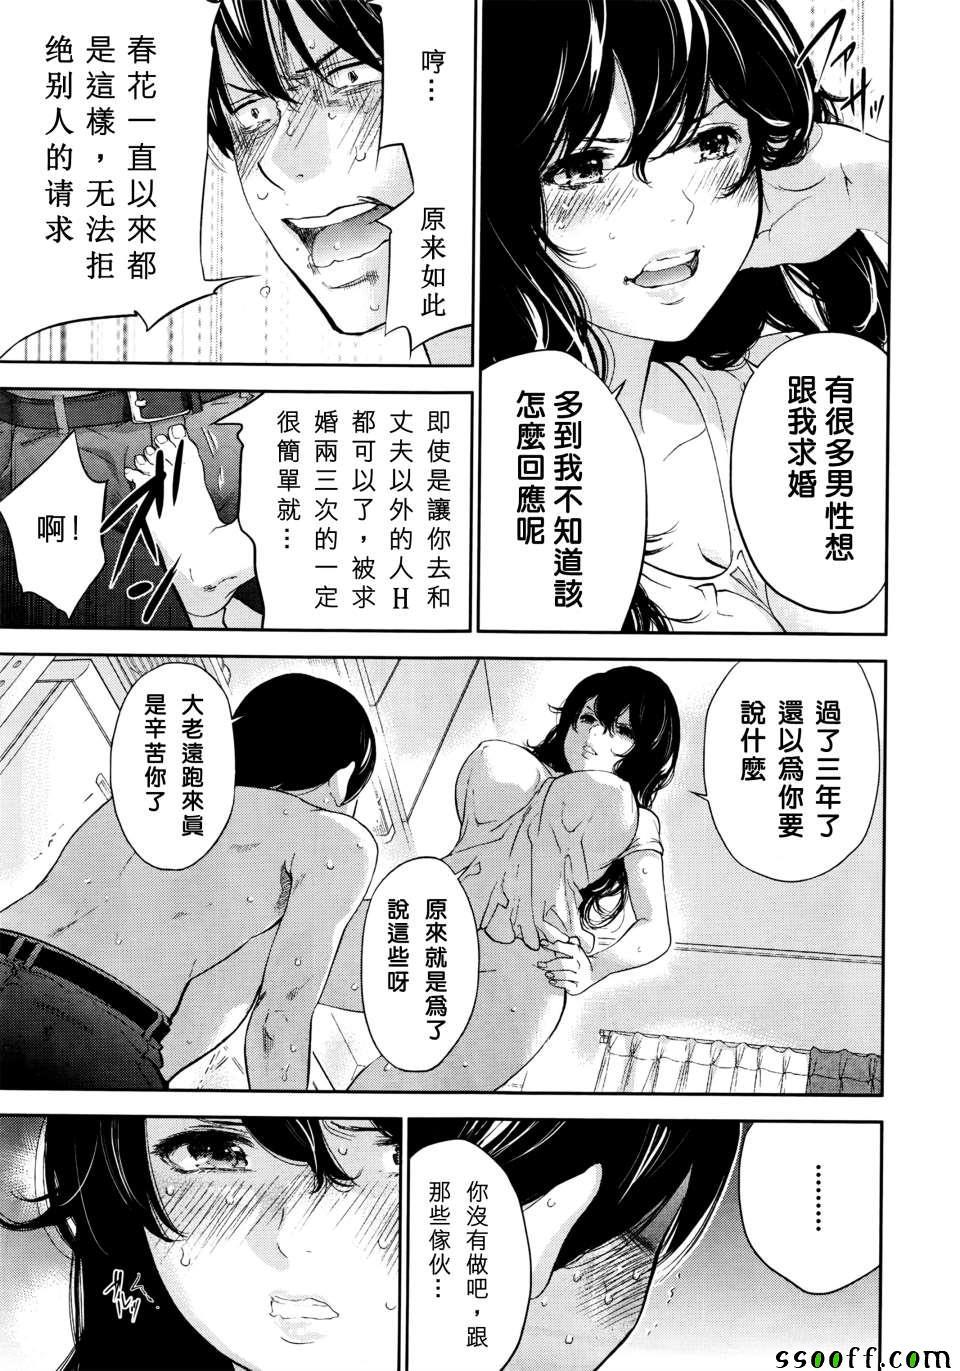 有很多男性想
跟我求婚
多到我不知道該
怎麼回應呢
哼…
原来如此
春花一直以來都
是這樣，无法拒
绝别人的请求
即使是讓你去和
丈夫以外的人H
都可以了，被求
婚兩三次的一定
很簡單就…
啊！
過了三年了
還以爲你要
說什麼
原來就是爲了
說這些呀
大老遠跑來眞
是辛苦你了
………
你沒有做吧，跟
那些傢伙…
ssooff.com